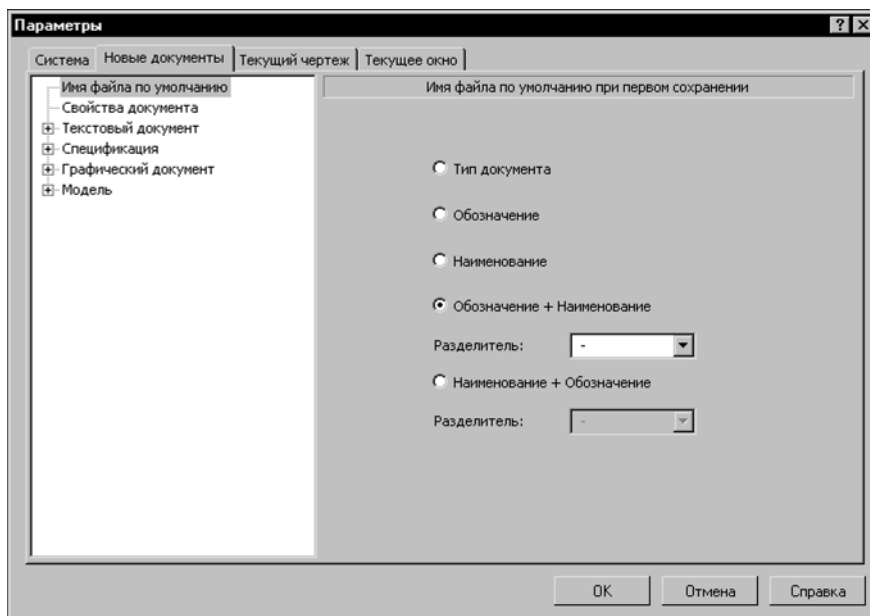 Параметры
Система Новые документы Текущий чертеж Текущее окно
Имя файла по умолчанию
Свойства документа
Текстовый документ
Спецификация
Графический документ
Модель
Имя файла по умолчанию при первом сохранении
Тип документа
Обозначение
Наименование
Обозначение + Наименование
Разделитель: -
Наименование + Обозначение
Разделитель: -
OK Отмена Справка